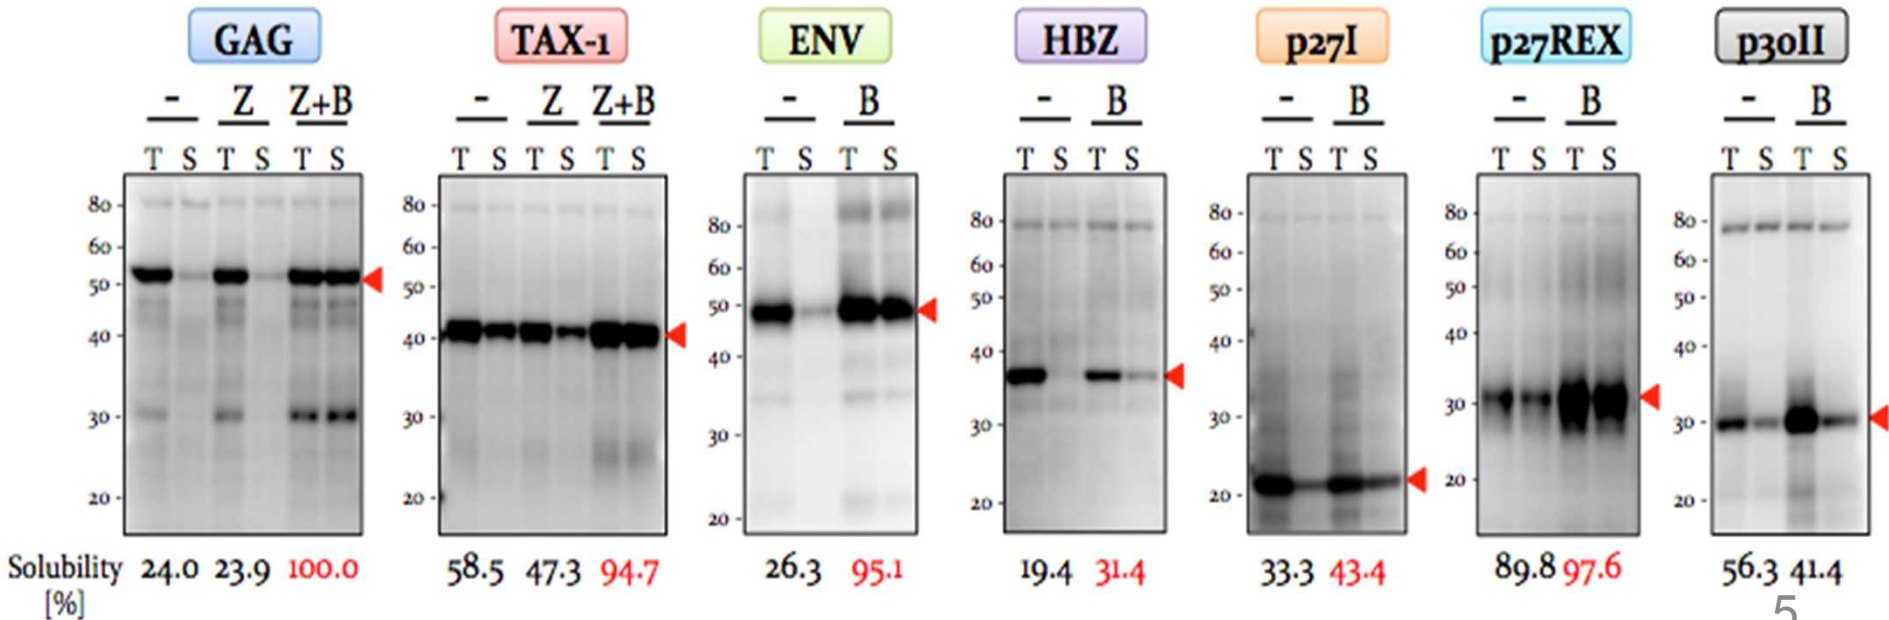 GAG TAX-1 ENV HBZ p27I p27REX p30II
- Z Z+B - Z Z+B - B - B - B - B - B
T S T S T S T S T S T S T S T S T S T S T S T S T S T S T S T S
80 - 80 - 80 - 80 - 80 - 80 - 80 -
60 - 60 - 60 - 60 - 60 - 60 - 60 -
50 - 50 - 50 - 50 - 50 - 50 - 50 -
40 - 40 - 40 - 40 - 40 - 40 - 40 -
30 - 30 - 30 - 30 - 30 - 30 - 30 -
20 - 20 - 20 - 20 - 20 - 20 - 20 -
Solubility 24.0 23.9 100.0 58.5 47.3 94.7 26.3 95.1 19.4 31.4 33.3 43.4 89.8 97.6 56.3 41.4
[%] 5